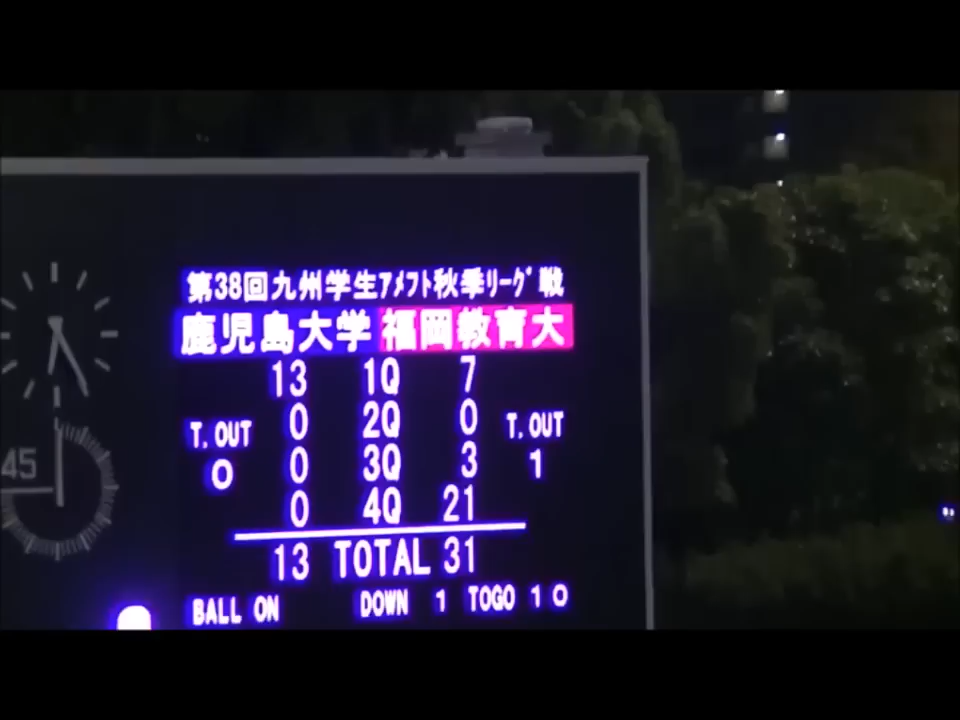 第38回九州学生ｱﾒﾌﾄ秋季ﾘｰｸﾞ戦
鹿児島大学 福岡教育大
13 1Q 7
T.OUT 0 2Q 0 T.OUT
0 0 3Q 3 1
0 4Q 21
13 TOTAL 31
BALL ON DOWN 1 TOGO 10
45